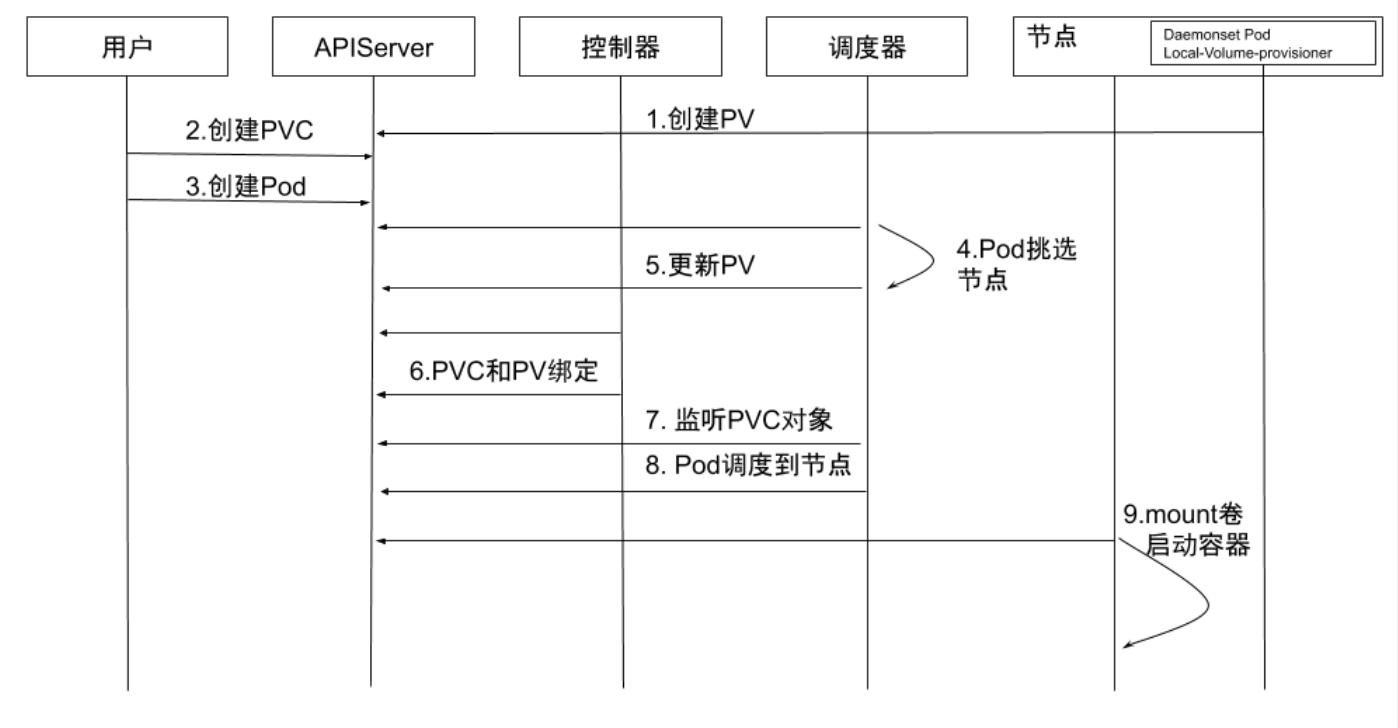 用户
APIServer
控制器
调度器
节点
Daemonset Pod
Local-Volume-provisioner
1.创建PV
2.创建PVC
3.创建Pod
4.Pod挑选
节点
5.更新PV
6.PVC和PV绑定
7. 监听PVC对象
8. Pod调度到节点
9.mount卷
启动容器